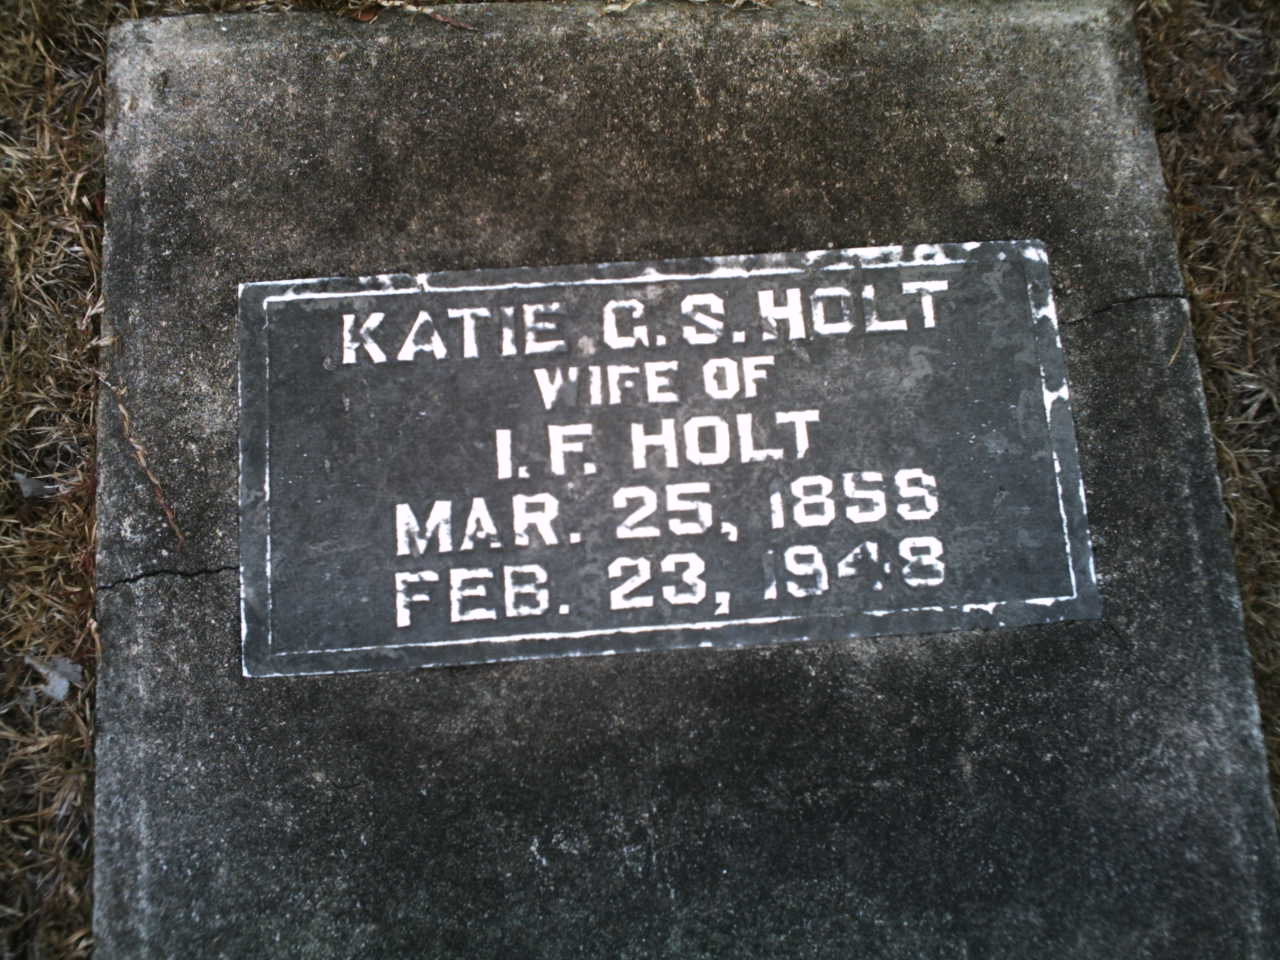 KATIE G. S. HOLT
WIFE OF
I. F. HOLT
MAR. 25, 1858
FEB. 23, 1948